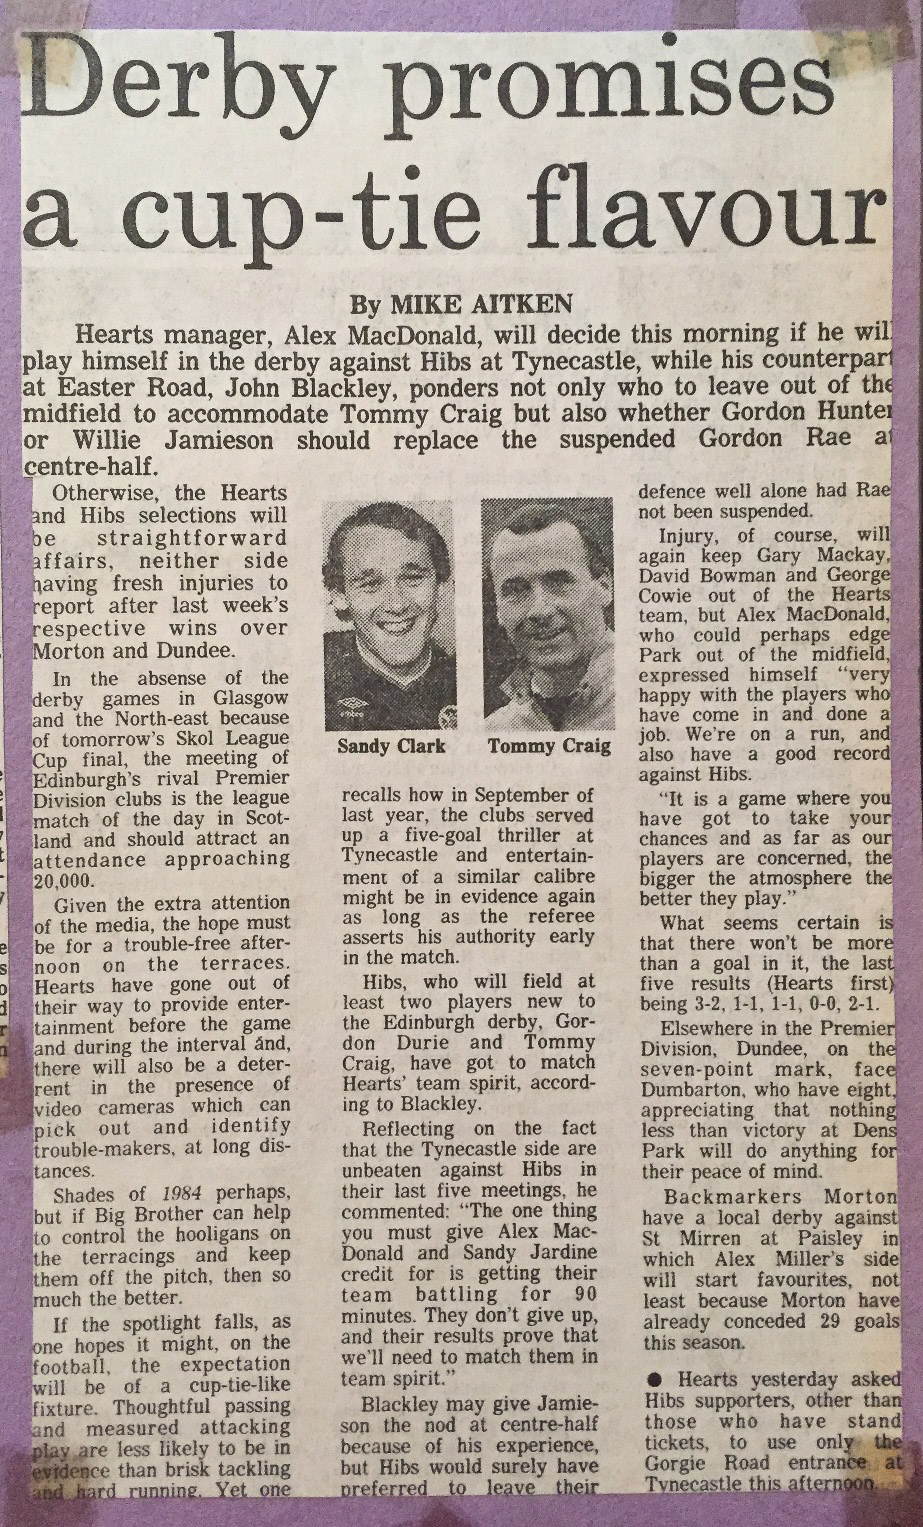 Derby promises
a cup-tie flavour
By MIKE AITKEN
Hearts manager, Alex MacDonald, will decide this morning if he wil
play himself in the derby against Hibs at Tynecastle, while his counterpart
at Easter Road, John Blackley, ponders not only who to leave out of the
midfield to accommodate Tommy Craig but also whether Gordon Hunter
or Willie Jamieson should replace the suspended Gordon Rae at
centre-half.
Otherwise, the Hearts
and Hibs selections will
be straightforward
affairs, neither side
having fresh injuries to
report after last week's
respective wins over
Morton and Dundee.
In the absense of the
derby games in Glasgow
and the North-east because
of tomorrow's Skol League
Cup final, the meeting of
Edinburgh's rival Premier
Division clubs is the league
match of the day in Scot-
land and should attract an
attendance approaching
20,000.
Given the extra attention
of the media, the hope must
be for a trouble-free after-
noon on the terraces.
Hearts have gone out of
their way to provide enter-
tainment before the game
and during the interval and,
there will also be a deter-
rent in the presence of
video cameras which can
pick out and identify
trouble-makers, at long dis-
tances.
Shades of 1984 perhaps,
but if Big Brother can help
to control the hooligans on
the terracings and keep
them off the pitch, then so
much the better.
If the spotlight falls, as
one hopes it might, on the
football, the expectation
will be of a cup-tie-like
fixture. Thoughtful passing
and measured attacking
play are less likely to be in
evidence than brisk tackling
and hard running. Yet one
umbro
Sandy Clark
Tommy Craig
recalls how in September of
last year, the clubs served
up a five-goal thriller at
Tynecastle and entertain-
ment of a similar calibre
might be in evidence again
as long as the referee
asserts his authority early
in the match.
Hibs, who will field at
least two players new to
the Edinburgh derby, Gor-
don Durie and Tommy
Craig, have got to match
Hearts' team spirit, accord-
ing to Blackley.
Reflecting on the fact
that the Tynecastle side are
unbeaten against Hibs in
their last five meetings, he
commented: "The one thing
you must give Alex Mac-
Donald and Sandy Jardine
credit for is getting their
team battling for 90
minutes. They don't give up,
and their results prove that
we'll need to match them in
team spirit."
Blackley may give Jamie-
son the nod at centre-half
because of his experience,
but Hibs would surely have
preferred to leave their
defence well alone had Rae
not been suspended.
Injury, of course, will
again keep Gary Mackay,
David Bowman and George
Cowie out of the Hearts
team, but Alex MacDonald,
who could perhaps edge
Park out of the midfield,
expressed himself "very
happy with the players who
have come in and done a
job. We're on a run, and
also have a good record
against Hibs.
"It is a game where you
have got to take your
chances and as far as our
players are concerned, the
bigger the atmosphere the
better they play."
What seems certain is
that there won't be more
than a goal in it, the last
five results (Hearts first)
being 3-2, 1-1, 1-1, 0-0, 2-1.
Elsewhere in the Premier
Division, Dundee, on the
seven-point mark, face
Dumbarton, who have eight,
appreciating that nothing
less than victory at Dens
Park will do anything for
their peace of mind.
Backmarkers Morton
have a local derby against
St Mirren at Paisley in
which Alex Miller's side
will start favourites, not
least because Morton have
already conceded 29 goals
this season.
● Hearts yesterday asked
Hibs supporters, other than
those who have stand
tickets, to use only the
Gorgie Road entrance at
Tynecastle this afternoon.